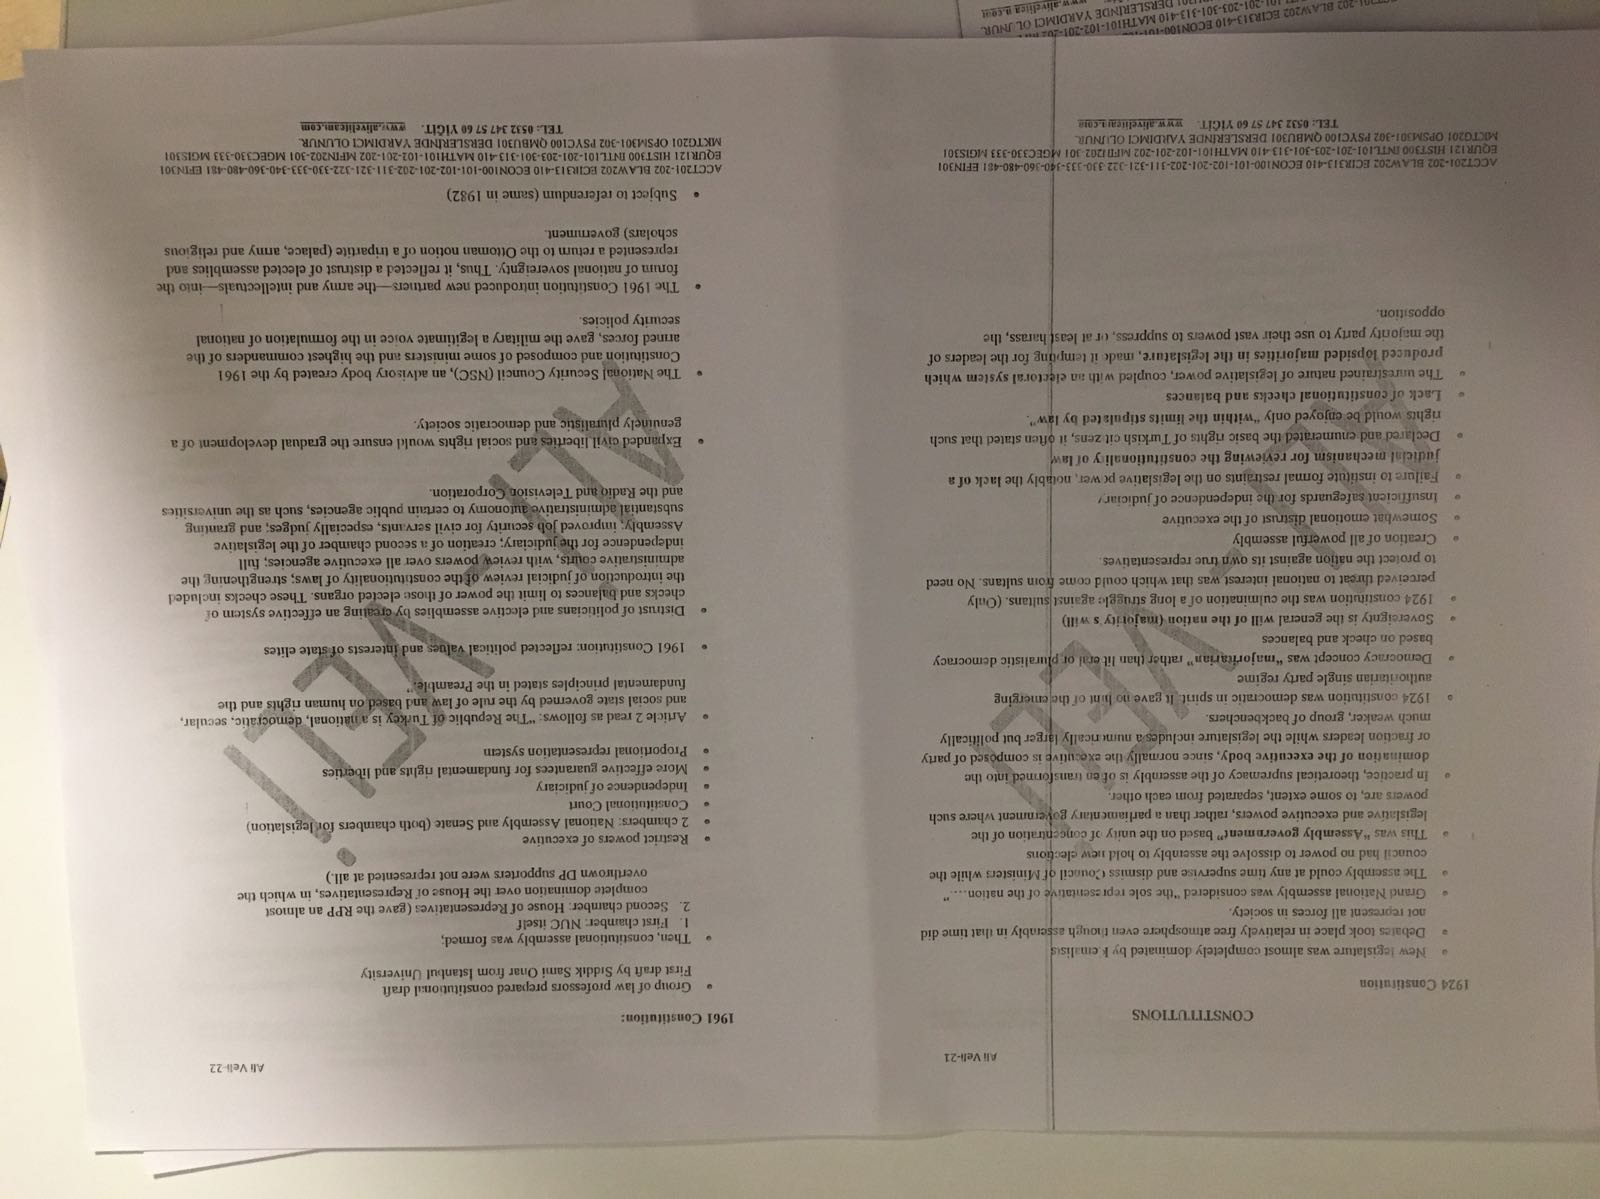 Ali Veli-21
CONSTITUTIONS
1924 Constitution
New legislature was almost completely dominated by Kemalists
Debates took place in relatively free atmosphere even though assembly in that time did
not represent all forces in society.
Grand National assembly was considered "the sole representative of the nation...."
The assembly could at any time supervise and dismiss Council of Ministers while the
council had no power to dissolve the assembly to hold new elections
This was "Assembly government" based on the unity of concentration of the
legislative and executive powers, rather than a parliamentary government where such
powers are, to some extent, separated from each other.
In practice, theoretical supremacy of the assembly is often transformed into the
domination of the executive body, since normally the executive is composed of party
or fraction leaders while the legislature includes a numerically larger but politically
much weaker, group of backbenchers.
1924 constitution was democratic in spirit. It gave no hint of the emerging
authoritarian single party regime
Democracy concept was "majoritarian" rather than liberal or pluralistic democracy
based on check and balances
Sovereignty is the general will of the nation (majority's will)
1924 constitution was the culmination of a long struggle against sultans. (Only
perceived threat to national interest was that which could come from sultans. No need
to protect the nation against its own true representatives.
Creation of all powerful assembly
Somewhat emotional distrust of the executive
Insufficient safeguards for the independence of judiciary
Failure to institute formal restraints on the legislative power, notably the lack of a
judicial mechanism for reviewing the constitutionality of law
Declared and enumerated the basic rights of Turkish citizens, it often stated that such
rights would be enjoyed only "within the limits stipulated by law".
Lack of constitutional checks and balances
The unrestrained nature of legislative power, coupled with an electoral system which
produced lopsided majorities in the legislature, made it tempting for the leaders of
the majority party to use their vast powers to suppress, or at least harass, the
opposition.
ALİ - VELİ
ACCT201-202 BLAW202 ECIR313-410 ECON100-101-102-201-202-311-321-322-330-333-340-360-480-481 EFIN301
EQUR121 HIST300 INTL101-201-203-301-313-410 MATH101-102-201-202 MFIN202-301 MGEC330-333 MGIS301
MKTG201 OPSM301-302 PSYC100 QMBU301 DERSLERİNDE YARDIMCI OLUNUR.
TEL: 0532 347 57 60 YİĞİT. www.aliveliteam.com
Ali Veli-22
1961 Constitution:
Group of law professors prepared constitutional draft
First draft by Sıddık Sami Onar from İstanbul University
Then, constitutional assembly was formed;
1. First chamber: NUC itself
2. Second chamber: House of Representatives (gave the RPP an almost
complete domination over the House of Representatives, in which the
overthrown DP supporters were not represented at all.)
Restrict powers of executive
2 chambers: National Assembly and Senate (both chambers for legislation)
Constitutional Court
Independence of judiciary
More effective guarantees for fundamental rights and liberties
Proportional representation system
Article 2 read as follows: "The Republic of Turkey is a national, democratic, secular,
and social state governed by the rule of law and based on human rights and the
fundamental principles stated in the Preamble."
1961 Constitution: reflected political values and interests of state elites
Distrust of politicians and elective assemblies by creating an effective system of
checks and balances to limit the power of those elected organs. These checks included
the introduction of judicial review of the constitutionality of laws; strengthening the
administrative courts, with review powers over all executive agencies; full
independence for the judiciary; creation of a second chamber of the legislative
Assembly; improved job security for civil servants, especially judges; and granting
substantial administrative autonomy to certain public agencies, such as the universities
and the Radio and Television Corporation.
Expanded civil liberties and social rights would ensure the gradual development of a
genuinely pluralistic and democratic society.
The National Security Council (NSC), an advisory body created by the 1961
Constitution and composed of some ministers and the highest commanders of the
armed forces, gave the military a legitimate voice in the formulation of national
security policies.
The 1961 Constitution introduced new partners—the army and intellectuals—into the
forum of national sovereignty. Thus, it reflected a distrust of elected assemblies and
represented a return to the Ottoman notion of a tripartite (palace, army and religious
scholars) government.
Subject to referendum (same in 1982)
ALİ - VELİ
ACCT201-202 BLAW202 ECIR313-410 ECON100-101-102-201-202-311-321-322-330-333-340-360-480-481 EFIN301
EQUR121 HIST300 INTL101-201-203-301-313-410 MATH101-102-201-202 MFIN202-301 MGEC330-333 MGIS301
MKTG201 OPSM301-302 PSYC100 QMBU301 DERSLERİNDE YARDIMCI OLUNUR.
TEL: 0532 347 57 60 YİĞİT. www.aliveliteam.com
BLAW202 ECIR313-410
MATH101-102-201-202
DERSLERİNDE YARDIMCI OLUNUR.
www.aliveliteam.com